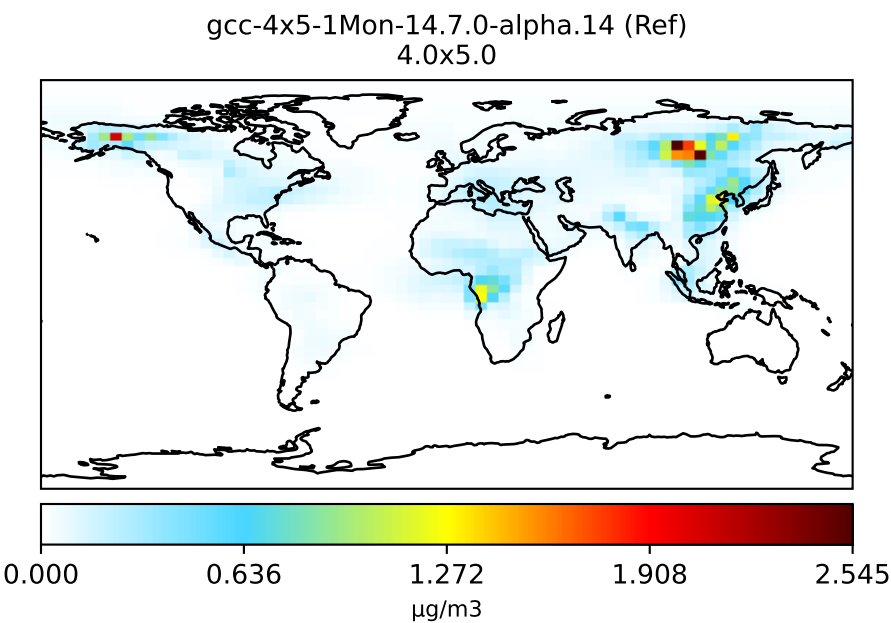 gcc-4x5-1Mon-14.7.0-alpha.14 (Ref)
4.0x5.0
0.000 0.636 1.272 1.908 2.545
μg/m3